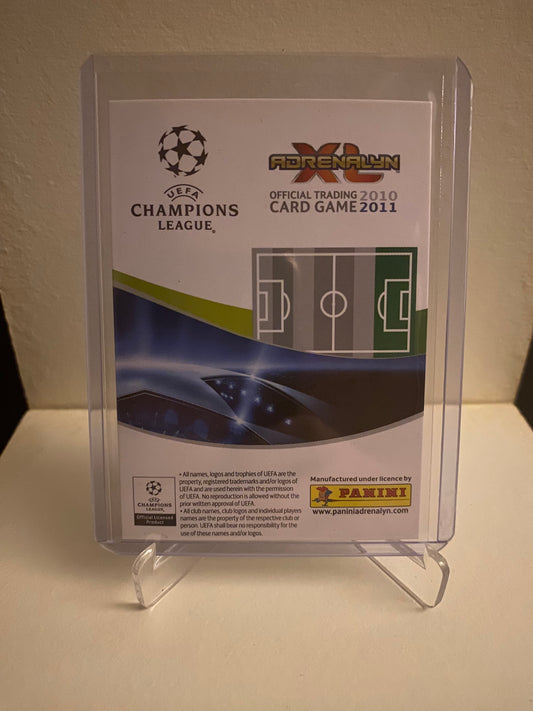 UEFA
CHAMPIONS
LEAGUE®
ADRENALYN
XL
OFFICIAL TRADING 2010
CARD GAME 2011
• All names, logos and trophies of UEFA are the
property, registered trademarks and/or logos of
UEFA and are used herein with the permission
of UEFA. No reproduction is allowed without the
prior written approval of UEFA.
• All club names, club logos and individual players
names are the property of the respective club or
person. UEFA shall bear no responsibility for the
use of these names and/or logos.
UEFA
CHAMPIONS
LEAGUE
Official Licensed
Product
Manufactured under licence by
PANINI
www.paniniadrenalyn.com